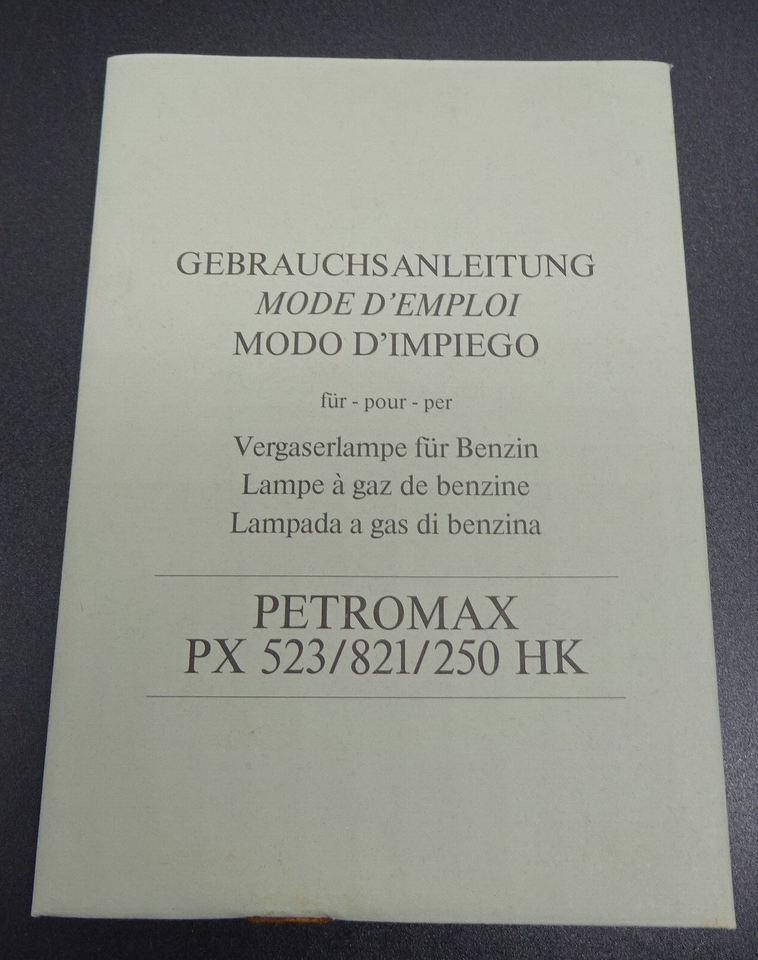 GEBRAUCHSANLEITUNG
MODE D'EMPLOI
MODO D'IMPIEGO
für - pour - per
Vergaserlampe für Benzin
Lampe à gaz de benzine
Lampada a gas di benzina
PETROMAX
PX 523/821/250 HK